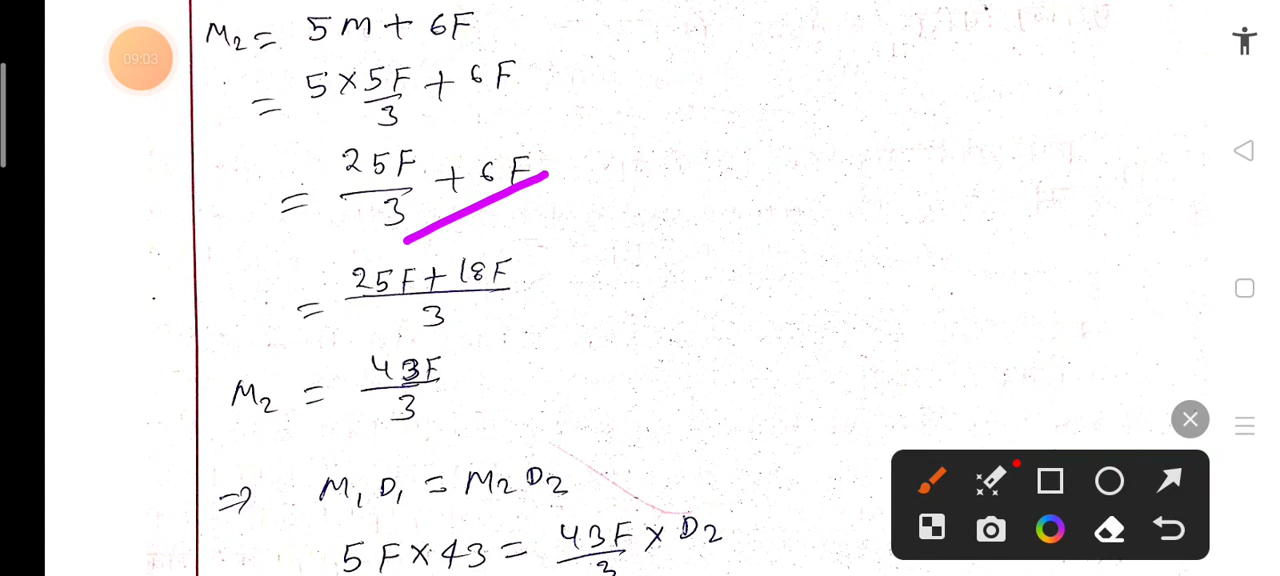 09:03
M₂ = 5M + 6F
= 5 × 5F/3 + 6F
= 25F/3 + 6F
= 25F + 18F/3
M₂ = 43F/3
⇒ M₁ D₁ = M₂ D₂
5F × 43 = 43F/3 × D₂